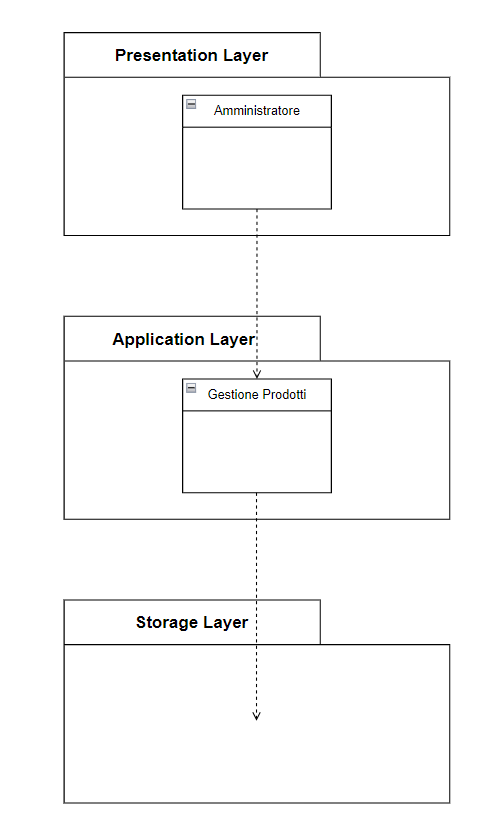 Presentation Layer
Amministratore
Application Layer
Gestione Prodotti
Storage Layer